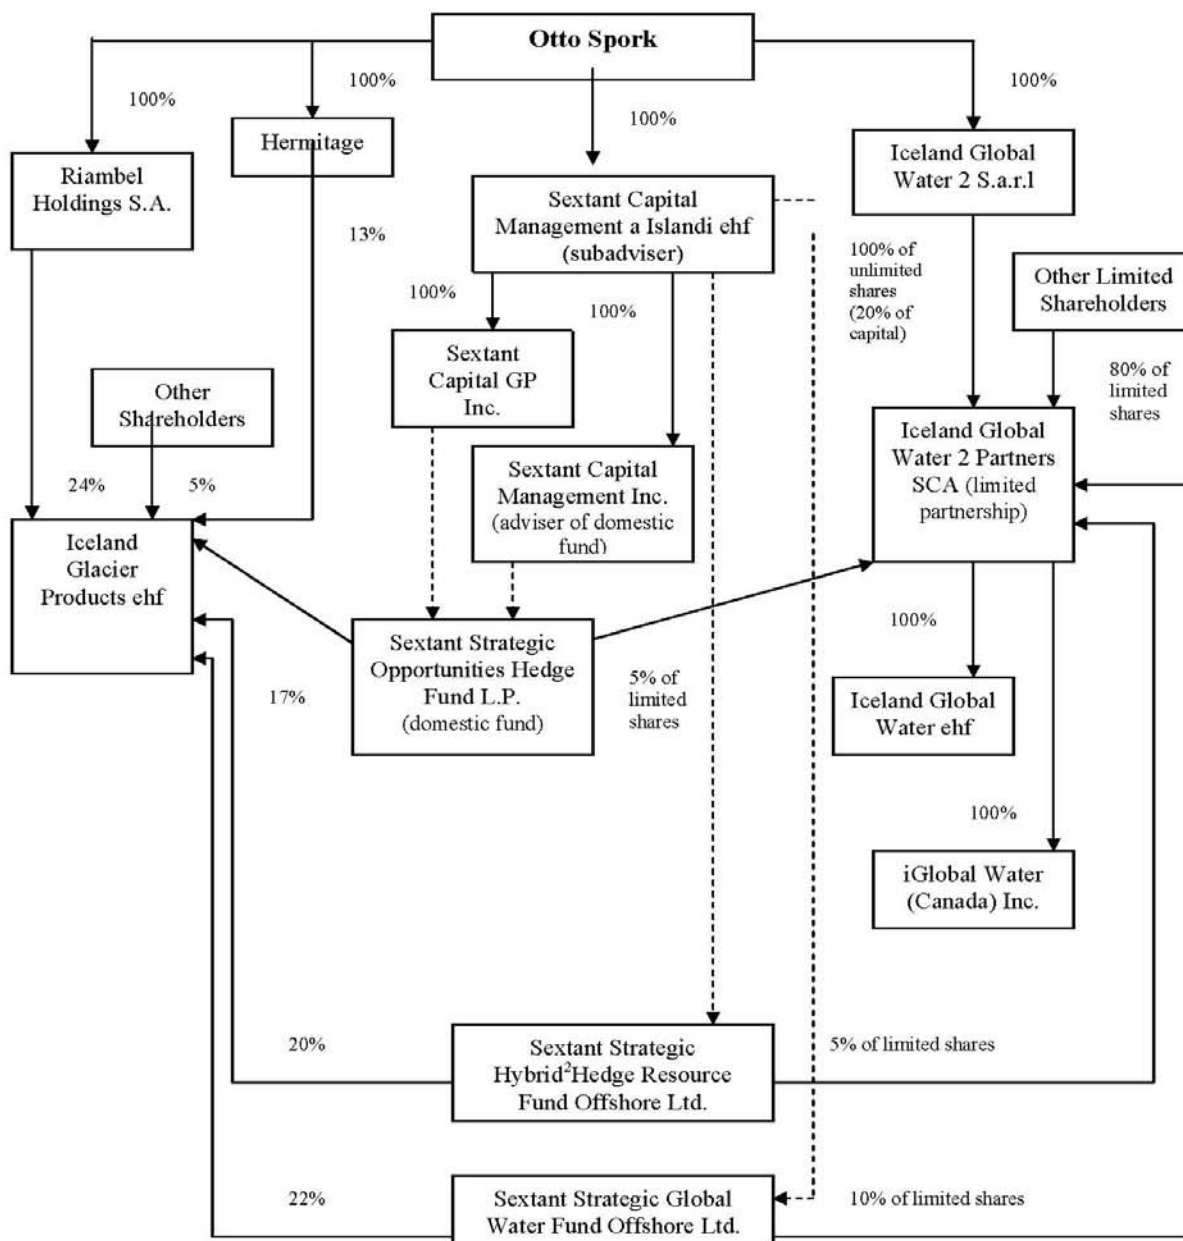 Otto Spork
100%
100%
100%
100%
Hermitage
Riambel
Holdings S.A.
Iceland Global
Water 2 S.a.r.l
Sextant Capital
Management a Islandi ehf
(subadviser)
13%
100% of
unlimited
shares
(20% of
capital)
Other Limited
Shareholders
100%
100%
Sextant
Capital GP
Inc.
Other
Shareholders
80% of
limited
shares
Iceland Global
Water 2 Partners
SCA (limited
partnership)
Sextant Capital
Management Inc.
(adviser of domestic
fund)
24%
5%
Iceland
Glacier
Products ehf
Sextant Strategic
Opportunities Hedge
Fund L.P.
(domestic fund)
17%
5% of
limited
shares
100%
Iceland Global
Water ehf
100%
iGlobal Water
(Canada) Inc.
20%
Sextant Strategic
Hybrid²Hedge Resource
Fund Offshore Ltd.
5% of limited shares
22%
Sextant Strategic Global
Water Fund Offshore Ltd.
10% of limited shares